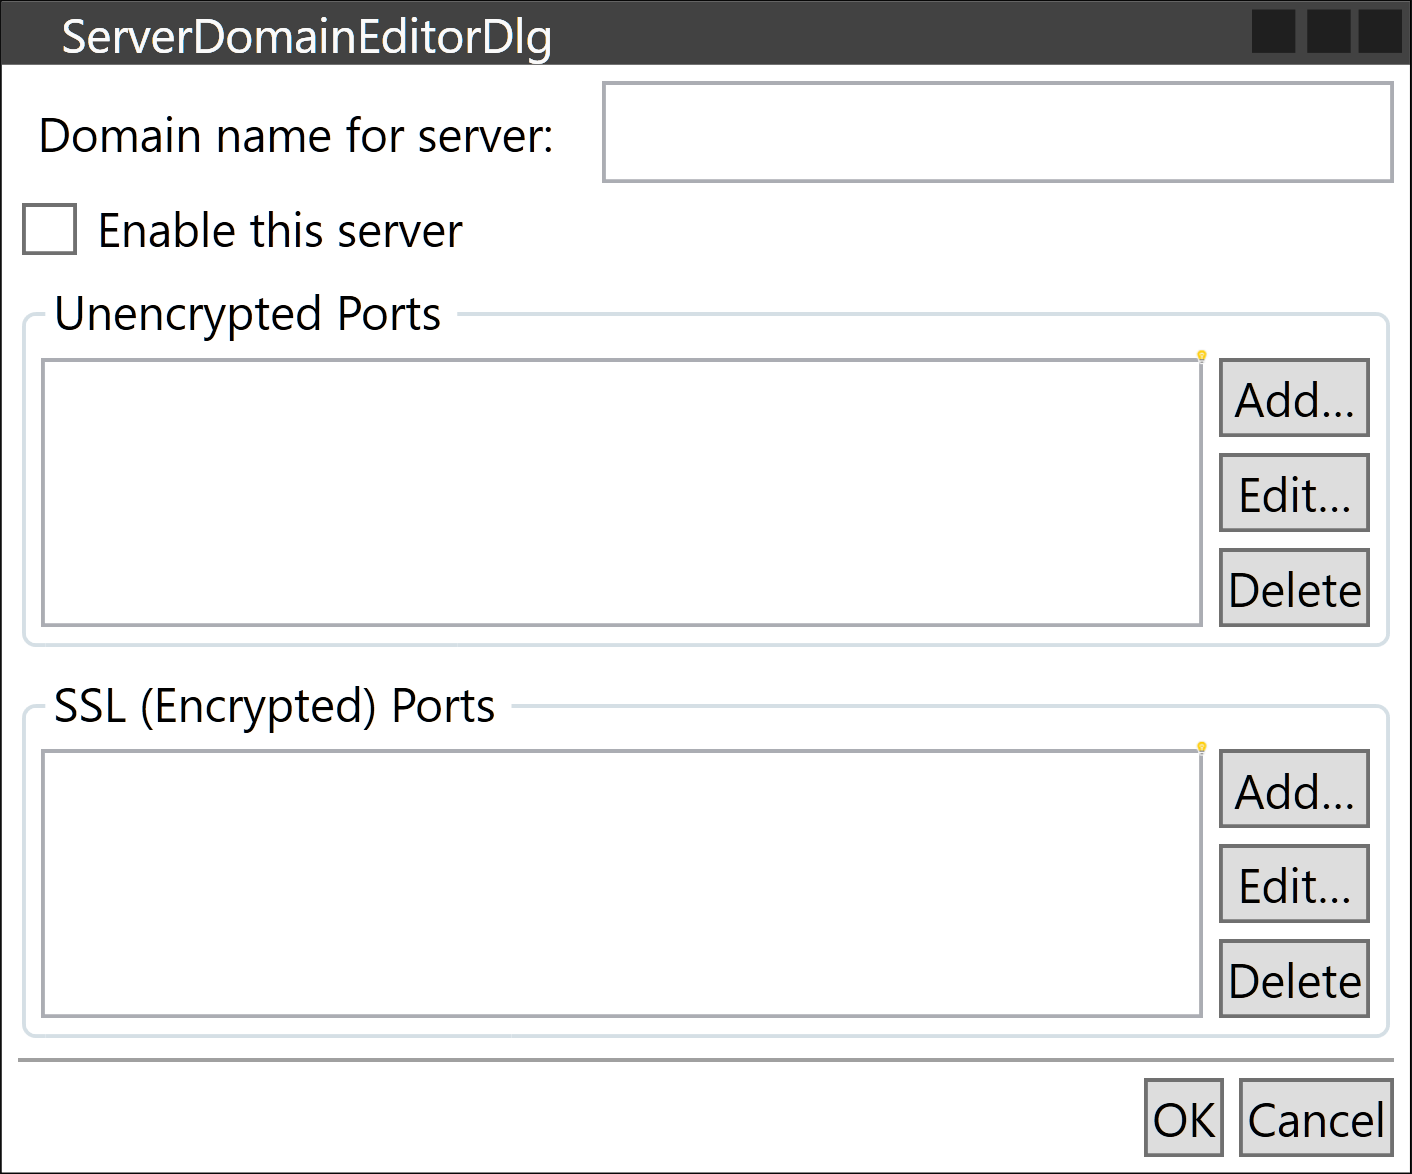 ServerDomainEditorDlg
Domain name for server:
Enable this server
Unencrypted Ports
Add...
Edit...
Delete
SSL (Encrypted) Ports
Add...
Edit...
Delete
OK Cancel